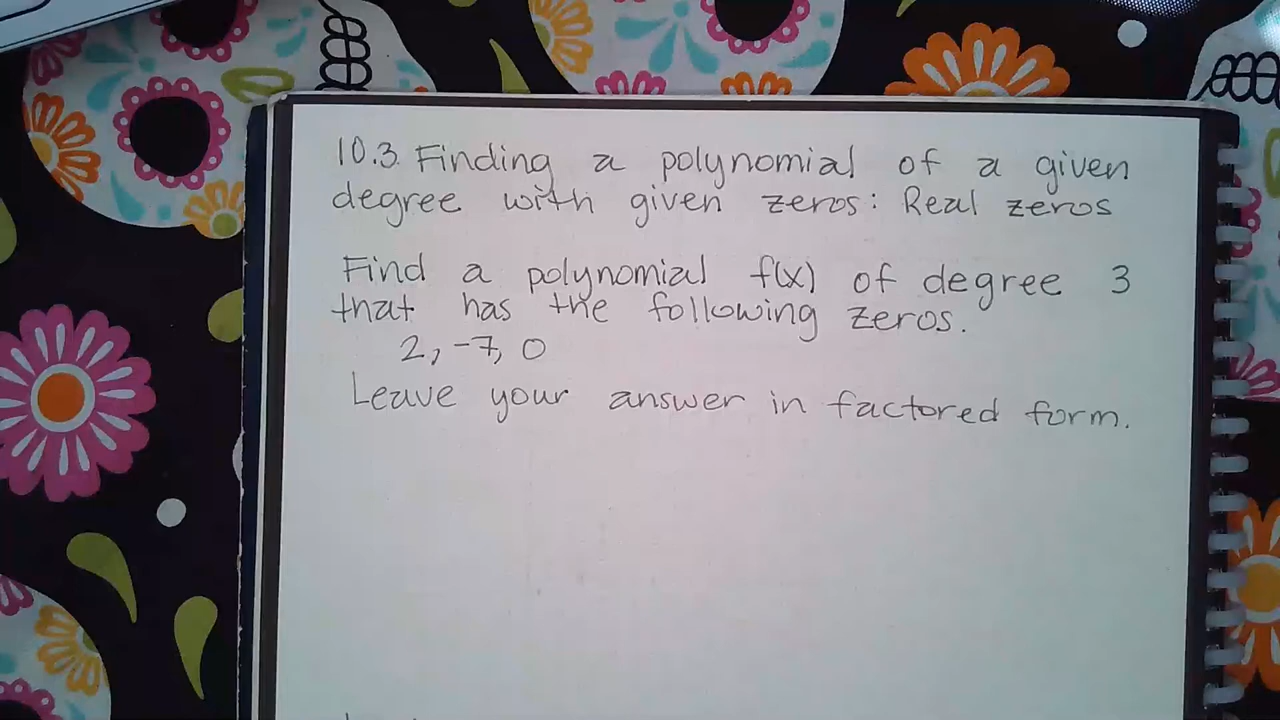 10.3 Finding a polynomial of a given
degree with given zeros: Real zeros
Find a polynomial f(x) of degree 3
that has the following zeros.
2, -7, 0
Leave your answer in factored form.